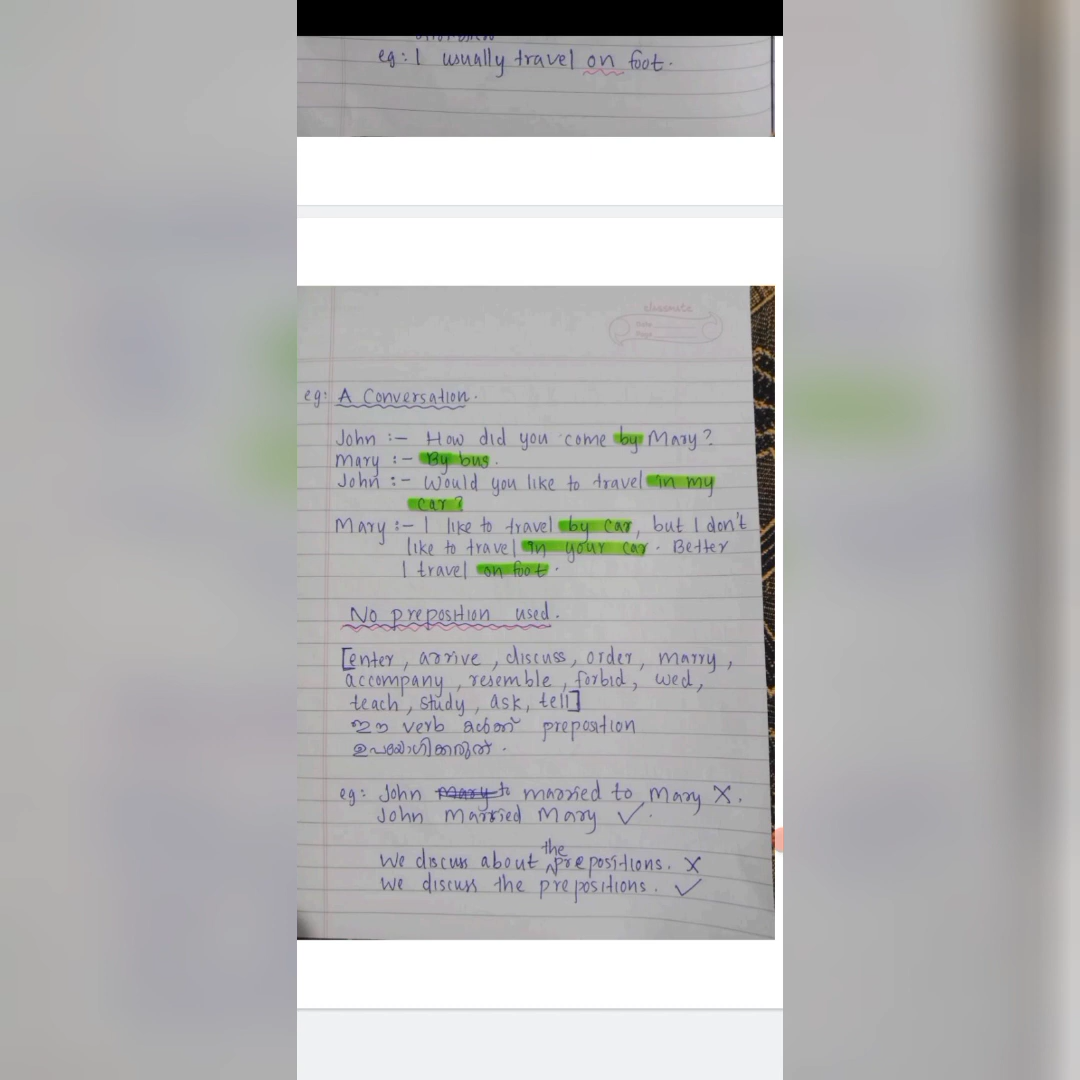 eg: I usually travel on foot.
classmate
Date
Page
eg: A Conversation.
John :- How did you come by Mary?
Mary :- By bus.
John :- Would you like to travel in my
car?
Mary :- I like to travel by car, but I don't
like to travel in your car. Better
I travel on foot.
No preposition used.
[enter, arrive, discuss, order, marry,
accompany, resemble, forbid, wed,
teach, study, ask, tell]
ഈ verb കൾക്ക് preposition
ഉപയോഗിക്കരുത്.
eg: John to married to Mary X.
John married Mary ✓.
We discuss about the prepositions. X
We discuss the prepositions. ✓